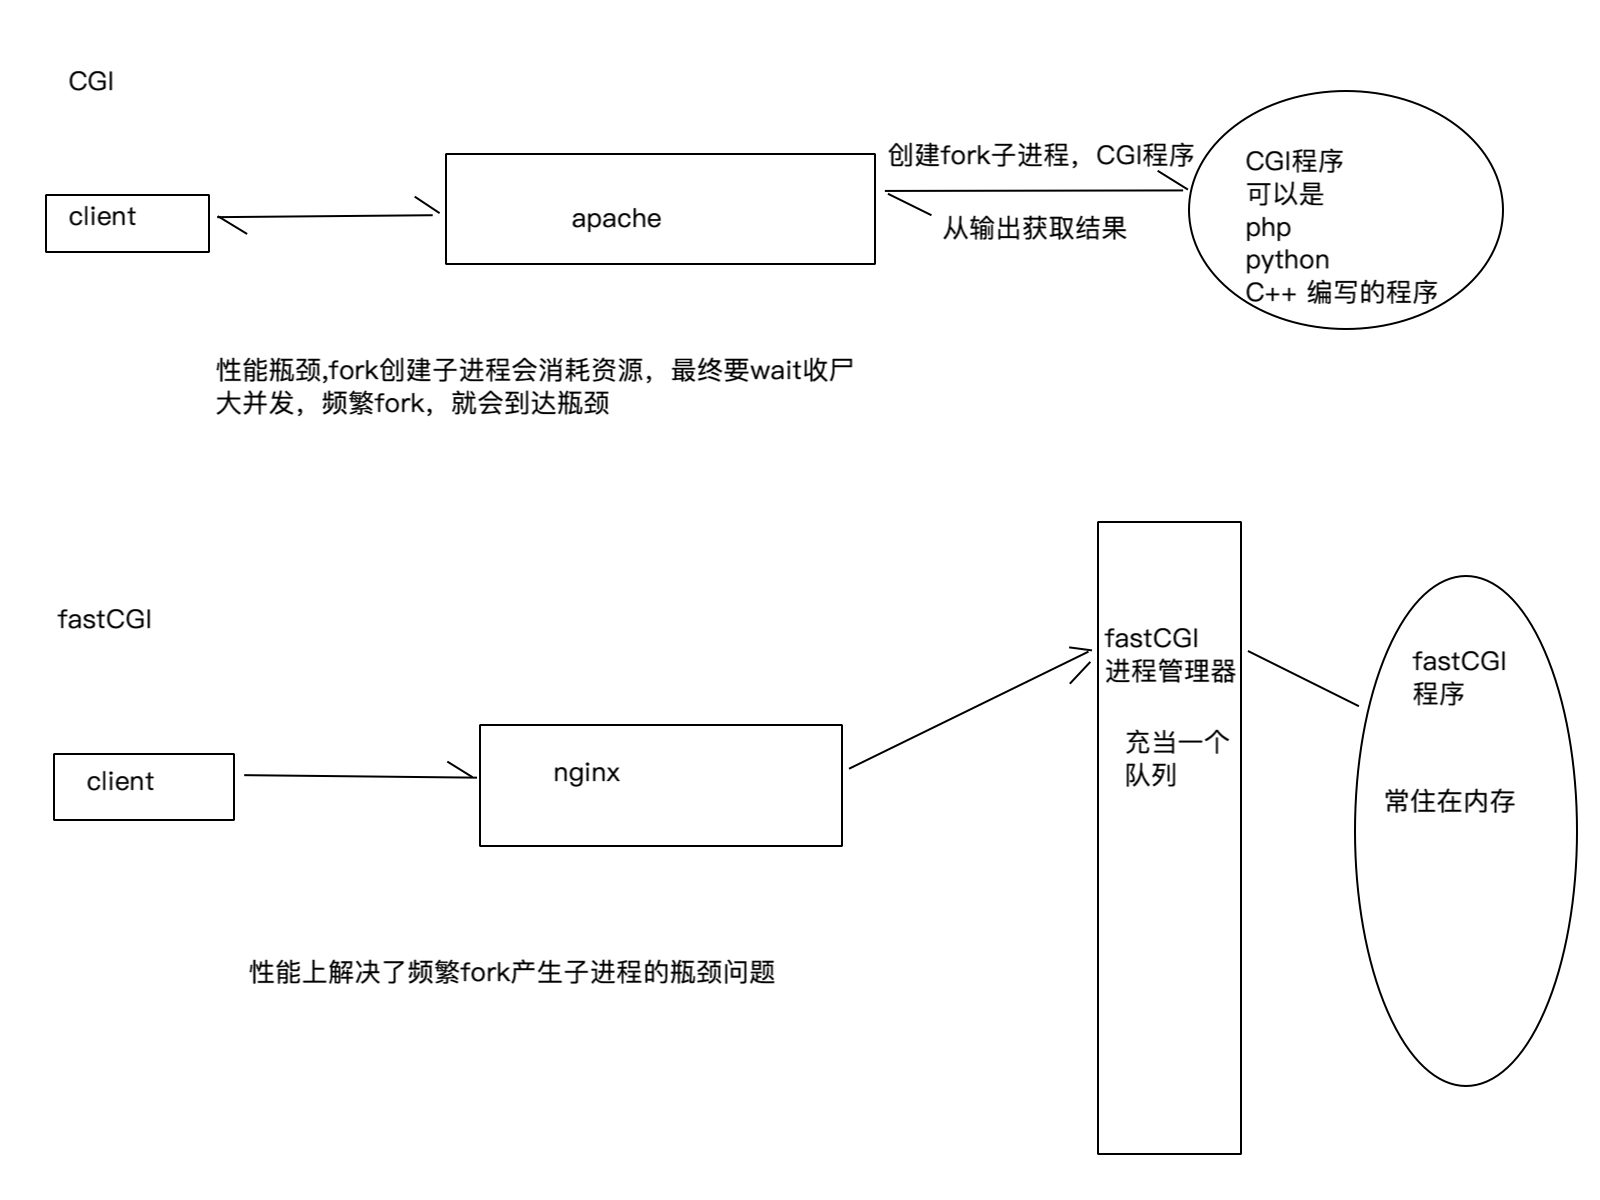 CGI
创建fork子进程，CGI程序
client
apache
从输出获取结果
CGI程序
可以是
php
python
C++ 编写的程序
性能瓶颈,fork创建子进程会消耗资源，最终要wait收尸
大并发，频繁fork，就会到达瓶颈
fastCGI
client
nginx
fastCGI
进程管理器
充当一个
队列
fastCGI
程序
常住在内存
性能上解决了频繁fork产生子进程的瓶颈问题